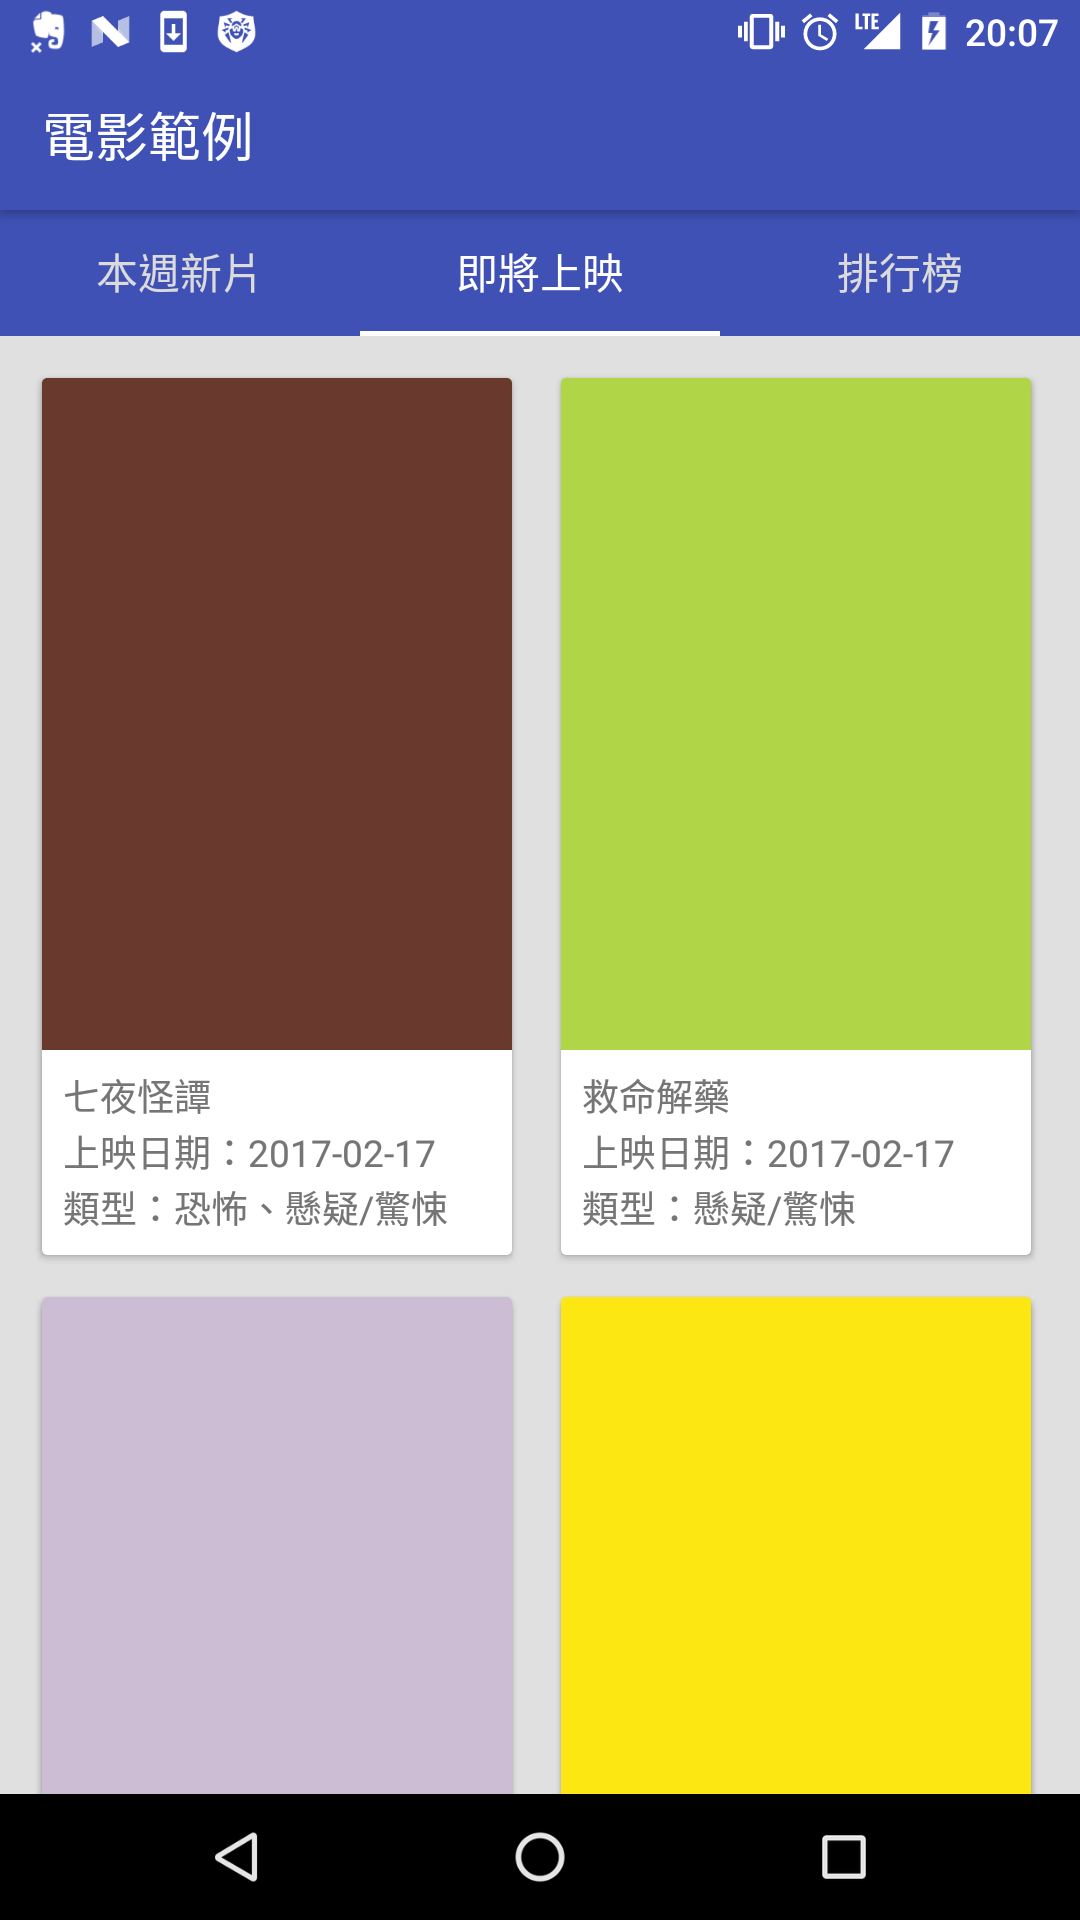 LTE 20:07
電影範例
本週新片 即將上映 排行榜
七夜怪譚
上映日期：2017-02-17
類型：恐怖、懸疑/驚悚
救命解藥
上映日期：2017-02-17
類型：懸疑/驚悚